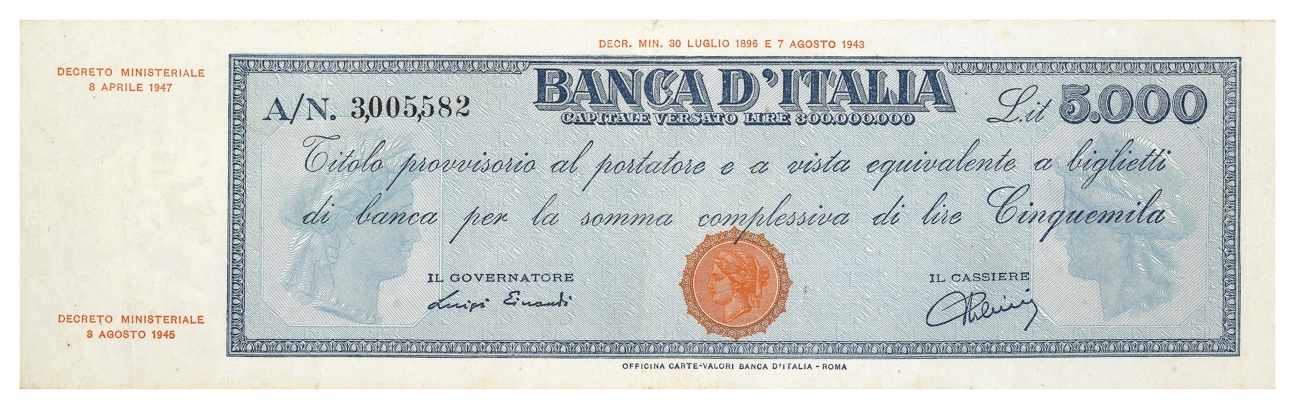 DECR. MIN. 30 LUGLIO 1896 E 7 AGOSTO 1943
DECRETO MINISTERIALE
8 APRILE 1947
A/N. 3,005,582
BANCA D'ITALIA
CAPITALE VERSATO LIRE 300.000.000
Lit 5.000
Titolo provvisorio al portatore e a vista equivalente a biglietti
di banca per la somma complessiva di lire Cinquemila
IL GOVERNATORE
Luigi Einaudi
IL CASSIERE
DECRETO MINISTERIALE
3 AGOSTO 1945
OFFICINA CARTE-VALORI BANCA D'ITALIA - ROMA